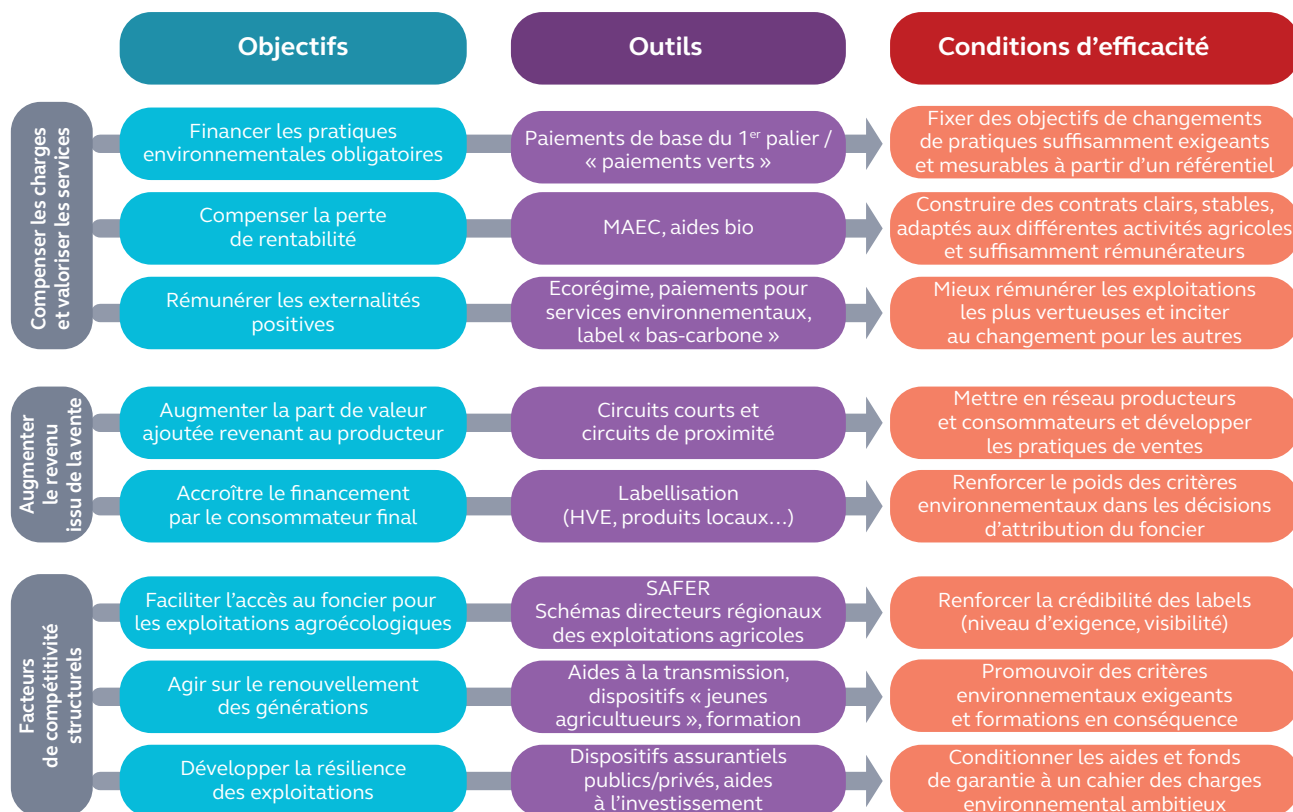 Objectifs
Outils
Conditions d’efficacité
Compenser les charges
et valoriser les services
Financer les pratiques
environnementales obligatoires
Paiements de base du 1er palier /
« paiements verts »
Fixer des objectifs de changements
de pratiques suffisamment exigeants
et mesurables à partir d’un référentiel
Compenser la perte
de rentabilité
MAEC, aides bio
Construire des contrats clairs, stables,
adaptés aux différentes activités agricoles
et suffisamment rémunérateurs
Rémunérer les externalités
positives
Ecorégime, paiements pour
services environnementaux,
label « bas-carbone »
Mieux rémunérer les exploitations
les plus vertueuses et inciter
au changement pour les autres
Augmenter
le revenu
issu de la vente
Augmenter la part de valeur
ajoutée revenant au producteur
Circuits courts et
circuits de proximité
Mettre en réseau producteurs
et consommateurs et développer
les pratiques de ventes
Accroître le financement
par le consommateur final
Labellisation
(HVE, produits locaux…)
Renforcer le poids des critères
environnementaux dans les décisions
d’attribution du foncier
Facteurs
de compétitivité
structurels
Faciliter l’accès au foncier pour
les exploitations agroécologiques
SAFER
Schémas directeurs régionaux
des exploitations agricoles
Renforcer la crédibilité des labels
(niveau d’exigence, visibilité)
Agir sur le renouvellement
des générations
Aides à la transmission,
dispositifs « jeunes
agricultueurs », formation
Promouvoir des critères
environnementaux exigeants
et formations en conséquence
Développer la résilience
des exploitations
Dispositifs assurantiels
publics/privés, aides
à l’investissement
Conditionner les aides et fonds
de garantie à un cahier des charges
environnemental ambitieux